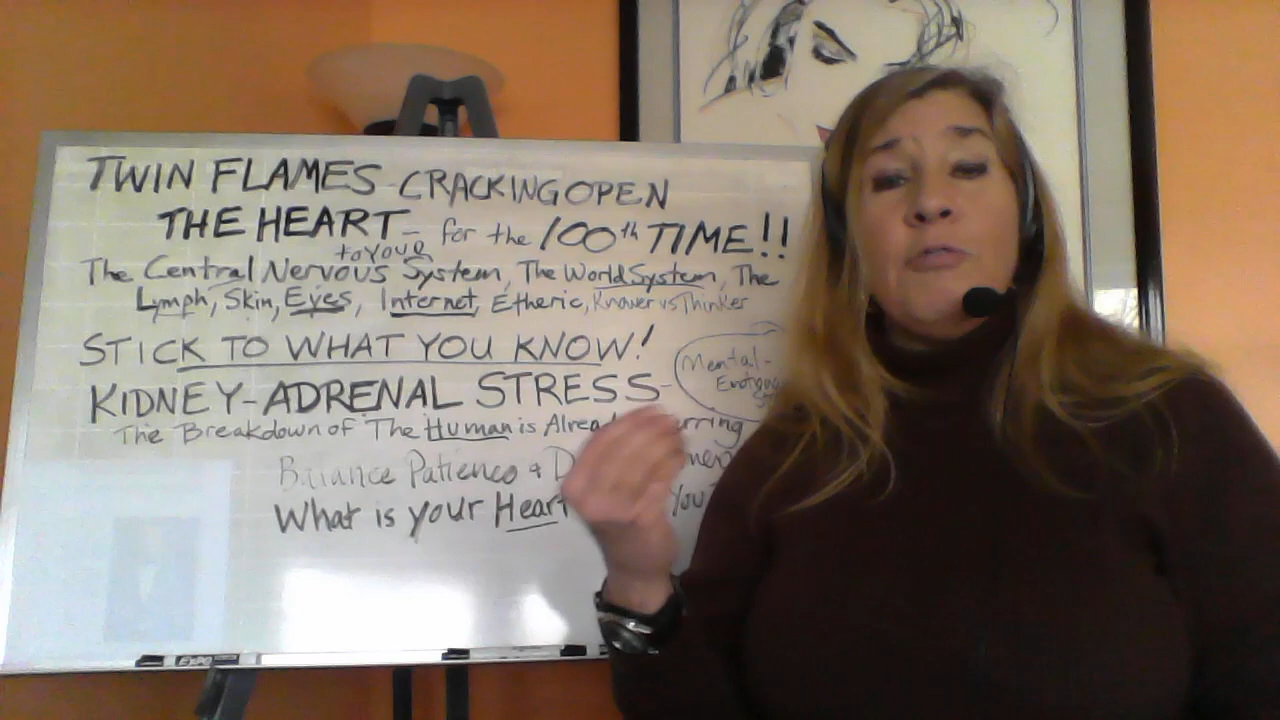 TWIN FLAMES CRACKING OPEN
THE HEART - for the 100th TIME!!
to your
The Central Nervous System, The World System, The
Lymph, Skin, Eyes, Internet, Etheric, Knower vs Thinker
STICK TO WHAT YOU KNOW!
Mental-
KIDNEY-ADRENAL STRESS-
The Breakdown of The Human is
Balance Patience &
What is your Heart You
EXPO